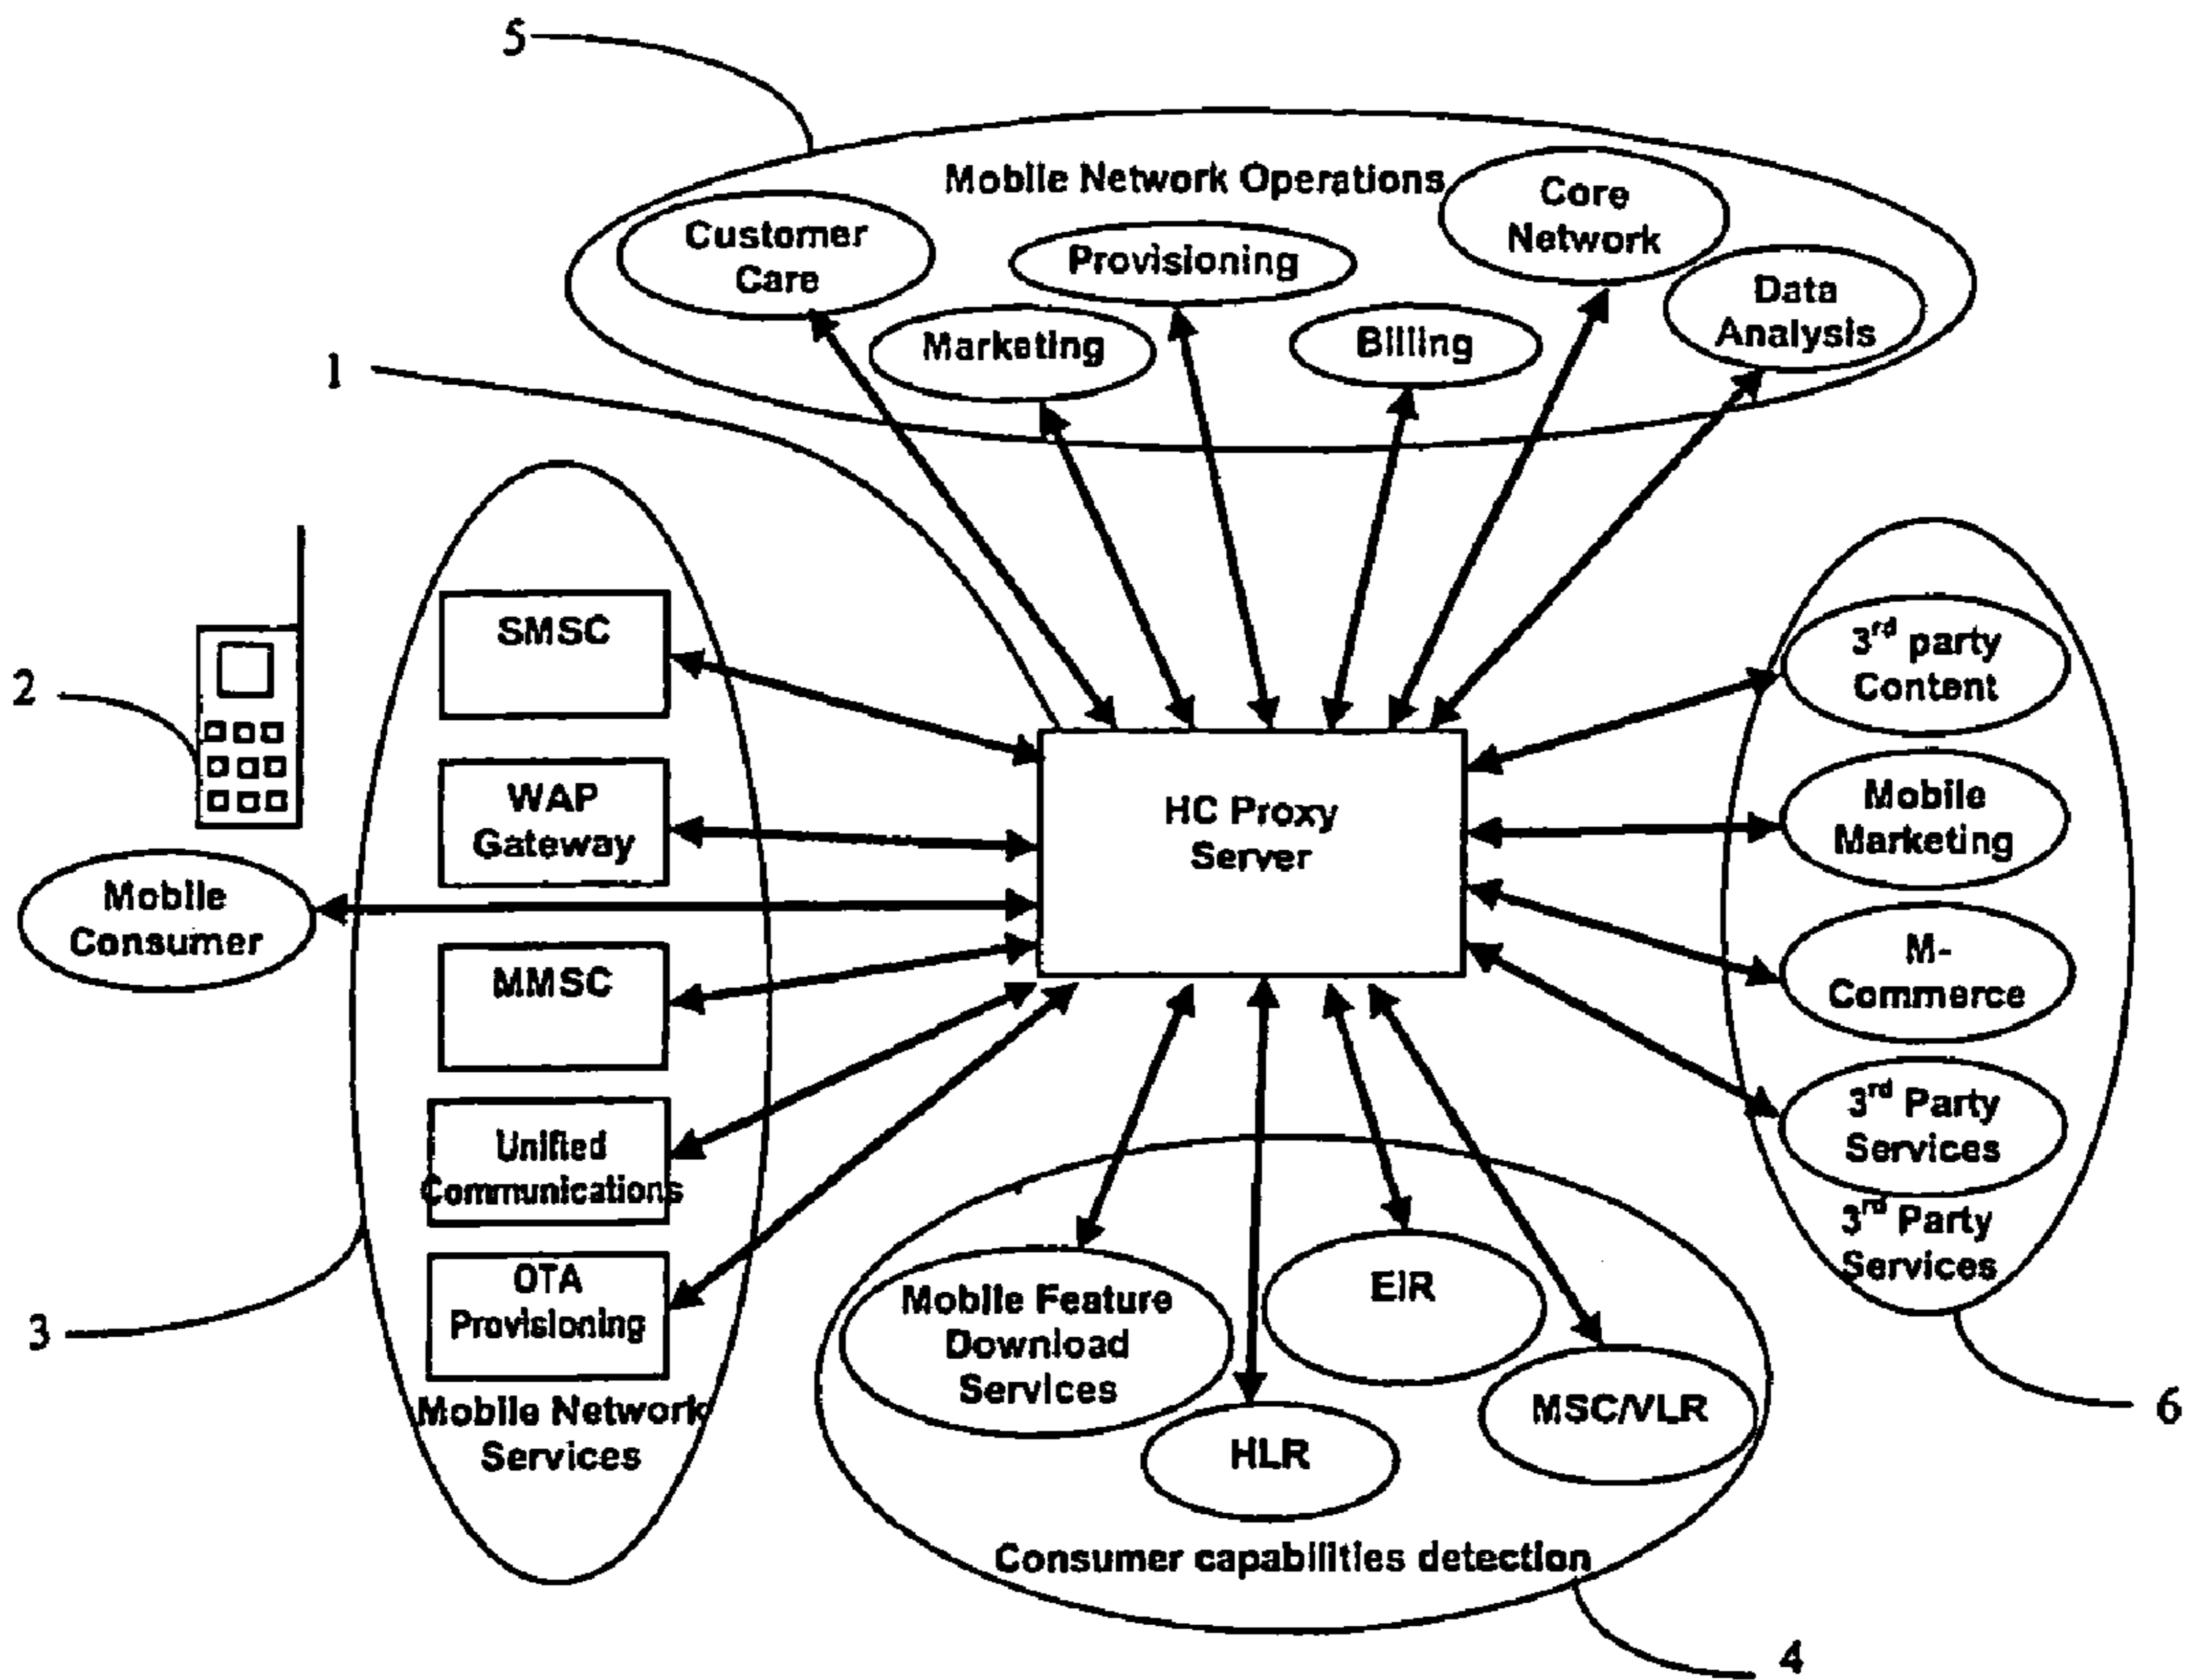 5
Mobile Network Operations
Core
Network
Customer
Care
Provisioning
Data
Analysis
Marketing
Billing
1
SMSC
3rd party
Content
2
WAP
Gateway
HC Proxy
Server
Mobile
Marketing
Mobile
Consumer
MMSC
M-
Commerce
Unified
Communications
3rd Party
Services
3rd Party
Services
OTA
Provisioning
3
Mobile Network
Services
Mobile Feature
Download
Services
EIR
MSC/VLR
HLR
6
Consumer capabilities detection
4